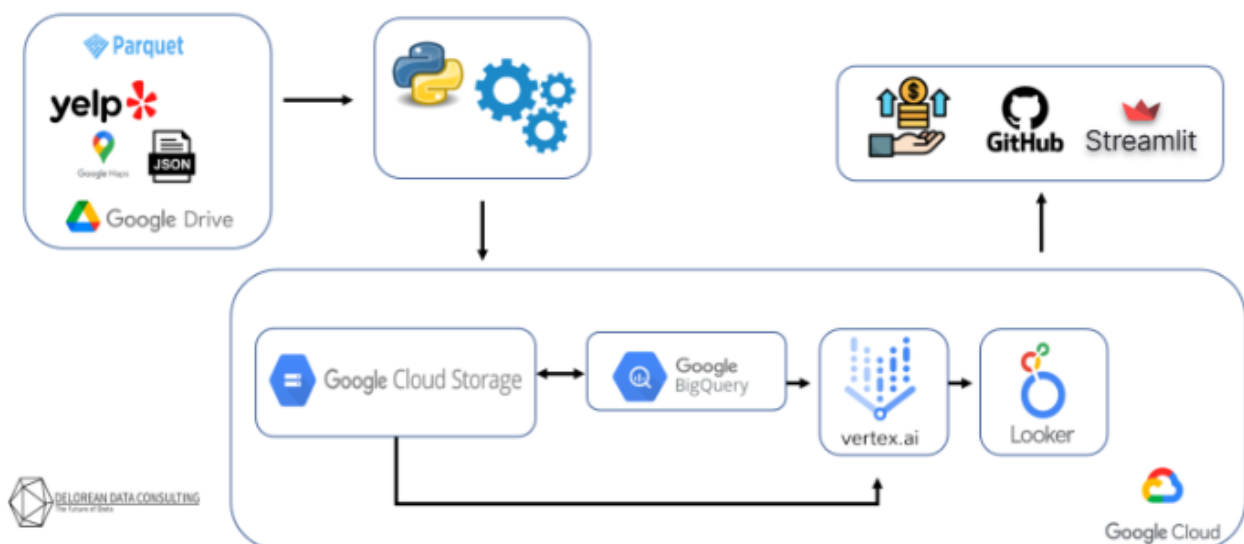 Parquet
yelp
Google Maps
JSON
Google Drive
GitHub
Streamlit
Google Cloud Storage
Google
BigQuery
vertex.ai
Looker
DELOREAN DATA CONSULTING
The Future of Data
Google Cloud